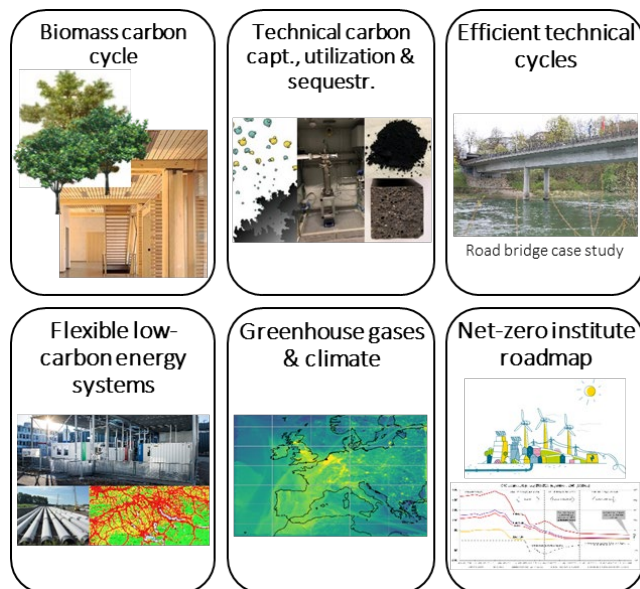 Biomass carbon
cycle
Technical carbon
capt., utilization &
sequestr.
Efficient technical
cycles
Road bridge case study
Flexible low-
carbon energy
systems
Greenhouse gases
& climate
Net-zero institute
roadmap